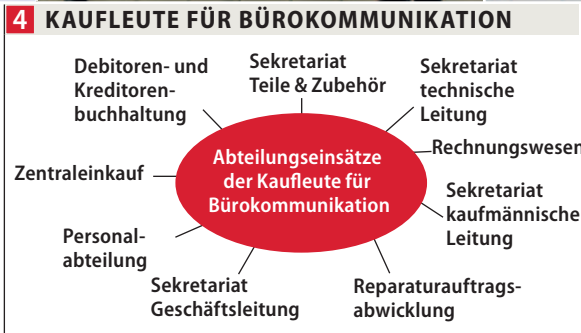 4 KAUFLEUTE FÜR BÜROKOMMUNIKATION
Debitoren- und
Kreditoren-
buchhaltung
Sekretariat
Teile & Zubehör
Sekretariat
technische
Leitung
Rechnungswesen
Zentraleinkauf
Abteilungseinsätze
der Kaufleute für
Bürokommunikation
Sekretariat
kaufmännische
Leitung
Personal-
abteilung
Sekretariat
Geschäftsleitung
Reparaturauftrags-
abwicklung